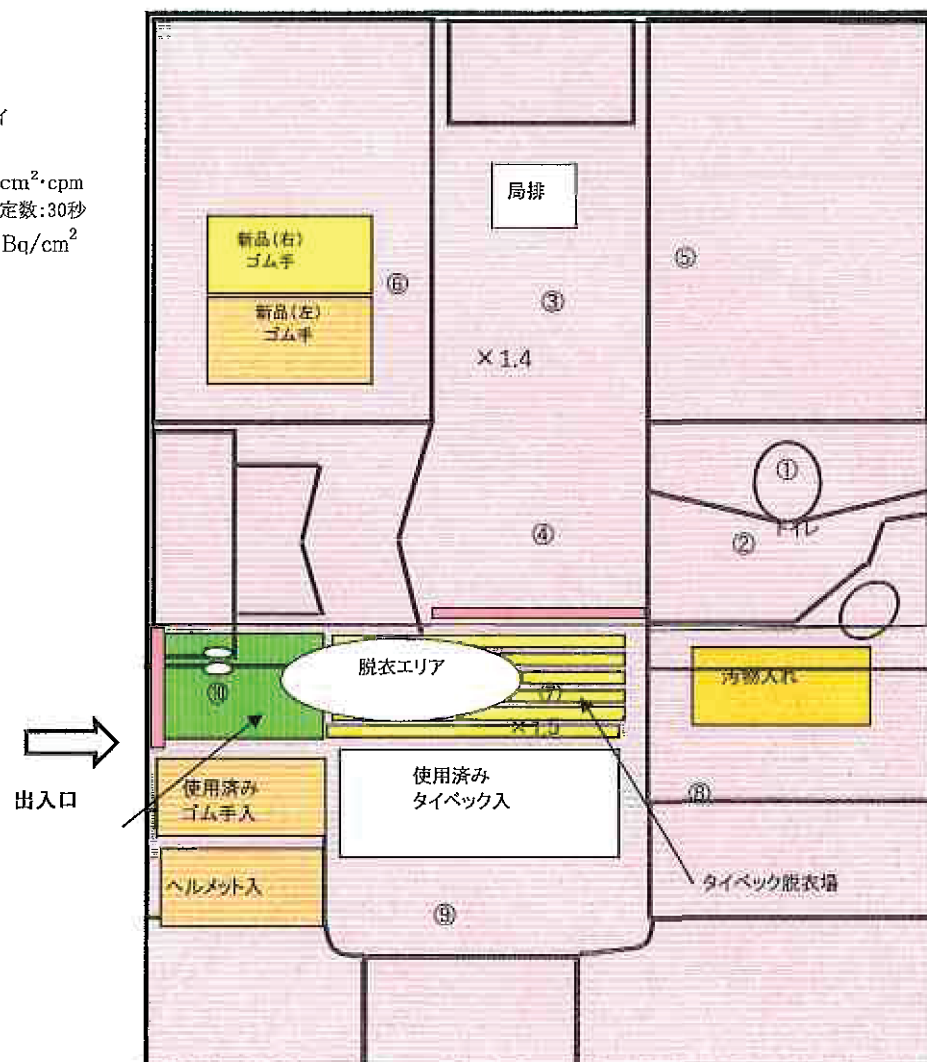 イ
cm²・cpm
定数:30秒
Bq/cm²
局排
新品(右)
ゴム手
⑥
⑤
③
新品(左)
ゴム手
×1.4
①
トイレ
④
②
脱衣エリア
⑩
⑦
汚物入れ
×1.5
出入口
使用済み
ゴム手入
使用済み
タイベック入
⑧
ヘルメット入
タイベック脱衣場
⑨